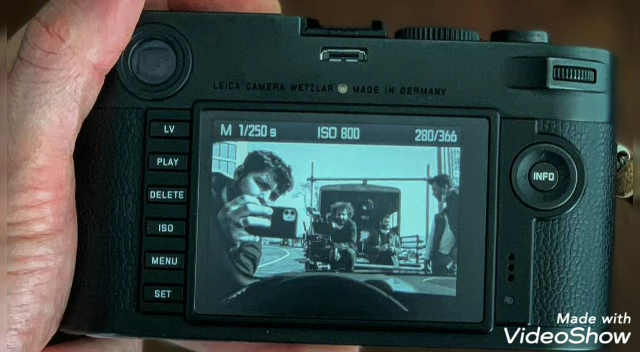 LEICA CAMERA WETZLAR MADE IN GERMANY
LV
PLAY
DELETE
ISO
MENU
SET
M 1/250 s ISO 800 280/366
INFO
Made with
VideoShow